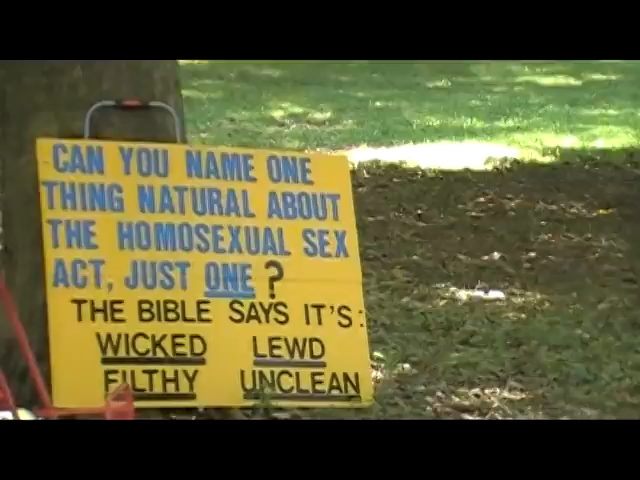 CAN YOU NAME ONE
THING NATURAL ABOUT
THE HOMOSEXUAL SEX
ACT, JUST ONE?
THE BIBLE SAYS IT'S:
WICKED LEWD
FILTHY UNCLEAN